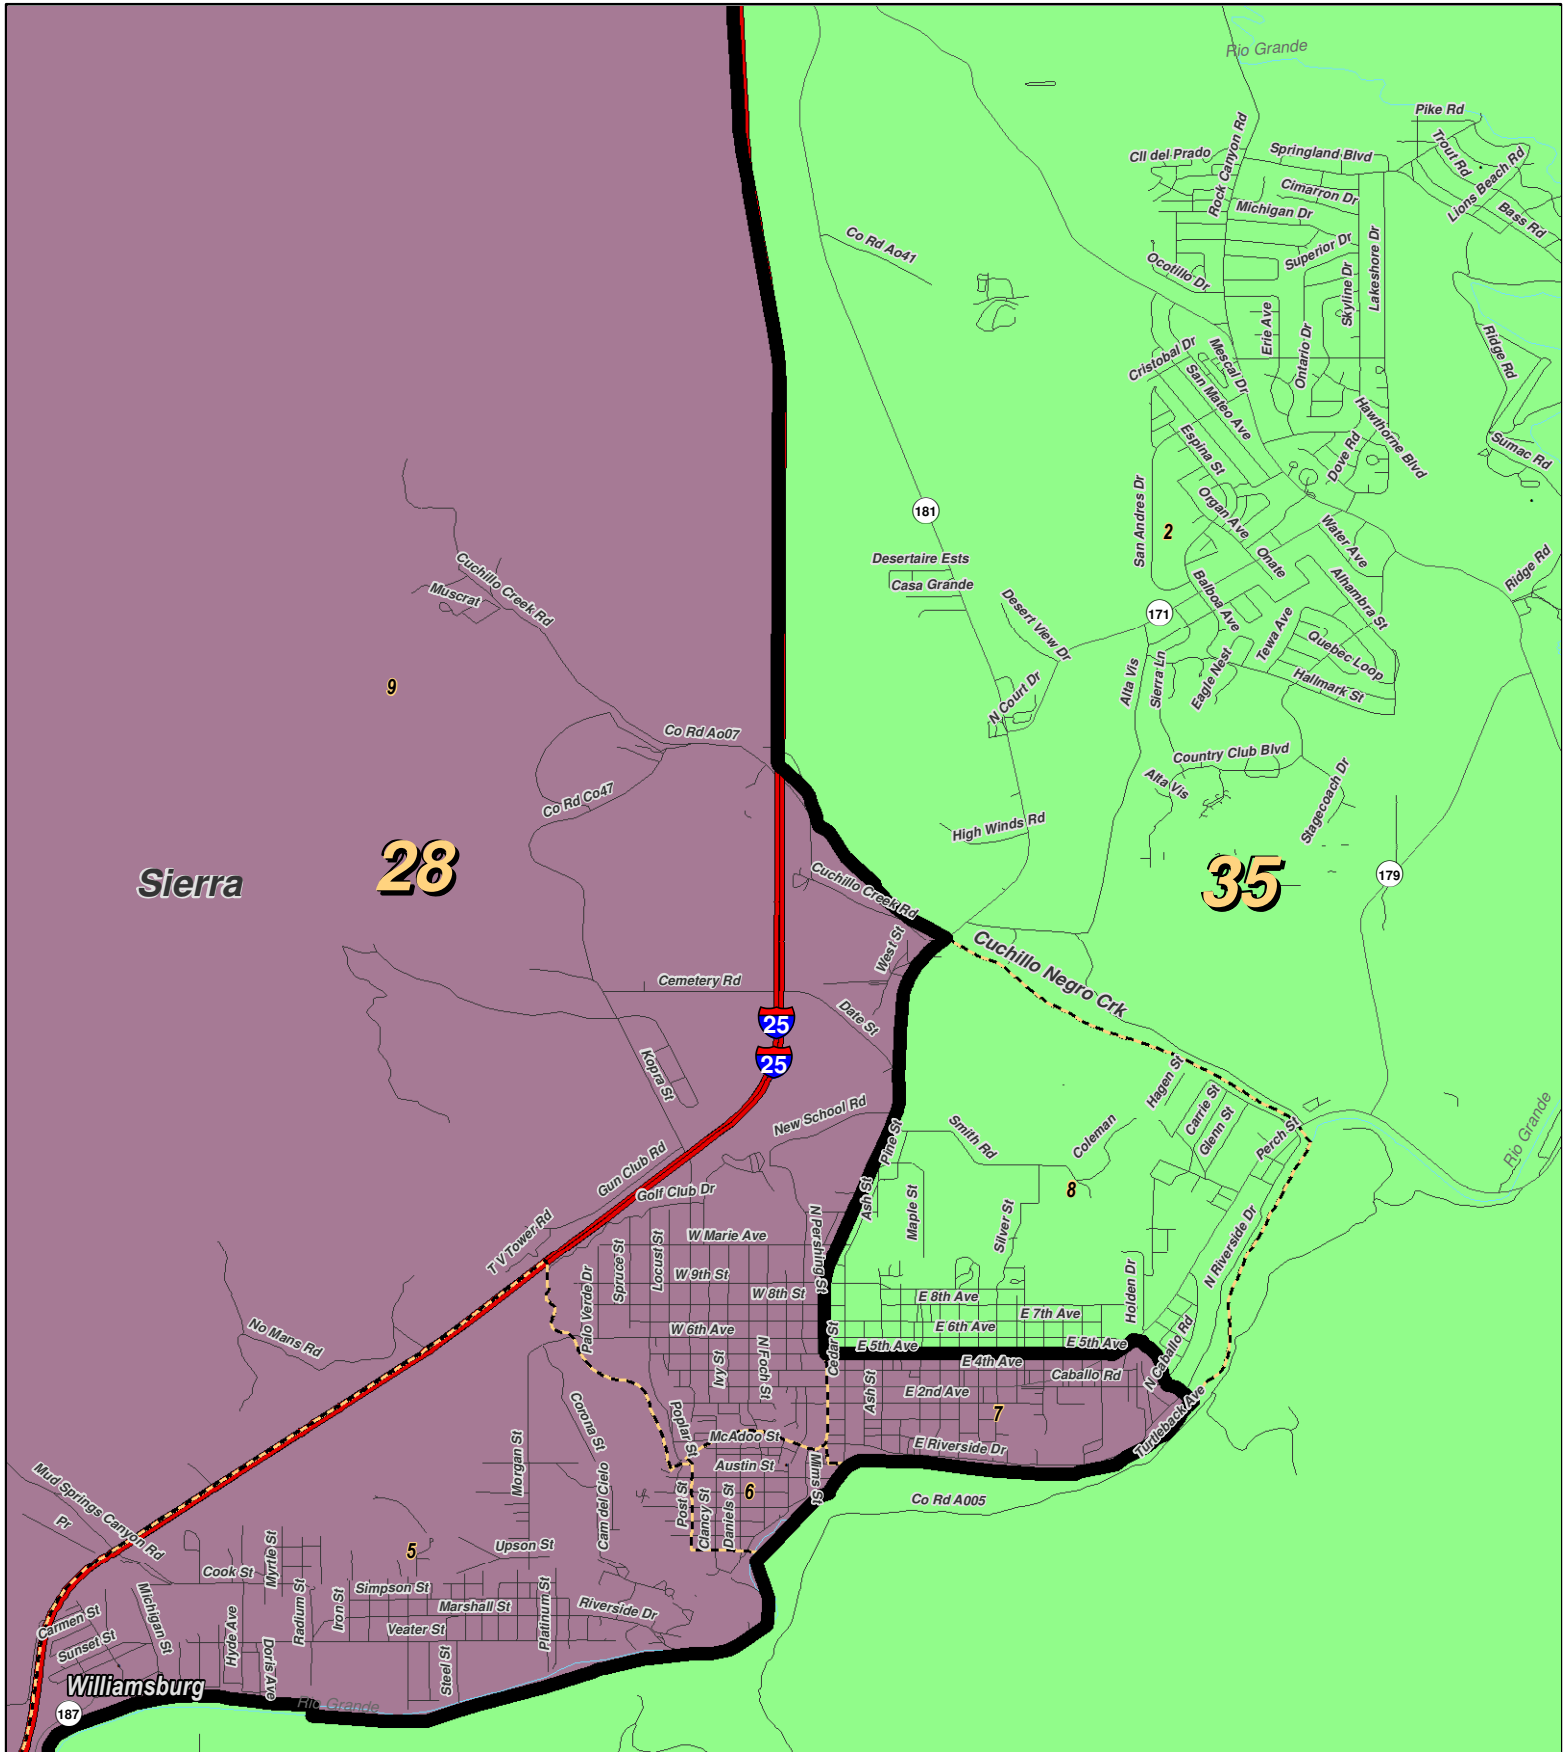 Rio Grande
Pike Rd
Trout Rd
Lions Beach Rd
Bass Rd
Cll del Prado
Rock Canyon Rd
Springland Blvd
Cimarron Dr
Michigan Dr
Superior Dr
Skyline Dr
Lakeshore Dr
Co Rd Ao41
Ocotillo Dr
Erie Ave
Ontario Dr
Ridge Rd
Cristobal Dr
Mescal Dr
San Mateo Ave
Hawthorne Blvd
Espina St
Dove Rd
Sumac Rd
San Andres Dr
Organ Ave
2
181
Water Ave
Onate
Desertaire Ests
Casa Grande
Cuchillo Creek Rd
Muscrat
Desert View Dr
Balboa Ave
Alhambra St
Ridge Rd
171
Tewa Ave
Quebec Loop
Alta Vis
Sierra Ln
Eagle Nest
Hallmark St
9
N Court Dr
Co Rd Ao07
Country Club Blvd
Alta Vis
Stagecoach Dr
Co Rd Co47
High Winds Rd
Sierra
28
35
179
Cuchillo Creek Rd
West St
Cuchillo Negro Crk
Cemetery Rd
Date St
25
25
Kopra St
Hagen St
Carrie St
Glenn St
Perch St
New School Rd
Pine St
Smith Rd
Coleman
Rio Grande
Gun Club Rd
Golf Club Dr
Ash St
Maple St
Silver St
8
N Riverside Dr
T V Tower Rd
Spruce St
Locust St
W Marie Ave
N Pershing St
W 9th St
W 8th St
Palo Verde Dr
E 8th Ave
E 7th Ave
Holden Dr
No Mans Rd
W 6th Ave
E 6th Ave
E 5th Ave
E 5th Ave
Cedar St
N Caballo Rd
Ivy St
N Foch St
E 4th Ave
Caballo Rd
Ash St
E 2nd Ave
Corona St
Poplar St
7
Turtleback Ave
McAdoo St
E Riverside Dr
Morgan St
Mud Springs Canyon Rd
Austin St
Mims St
Cam del Cielo
Post St
Clancy St
Daniels St
6
Co Rd A005
Pr
5
Upson St
Myrtle St
Cook St
Simpson St
Marshall St
Riverside Dr
Carmen St
Sunset St
Michigan St
Hyde Ave
Doris Ave
Radium St
Iron St
Veater St
Steel St
Platinum St
Williamsburg
187
Rio Grande